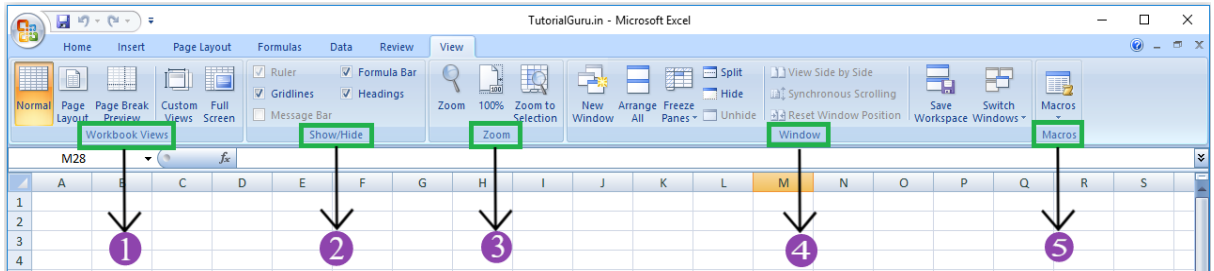 TutorialGuru.in - Microsoft Excel
Home Insert Page Layout Formulas Data Review View
Normal Page Layout Page Break Preview Custom Views Full Screen
Workbook Views
Ruler Formula Bar
Gridlines Headings
Message Bar
Show/Hide
Zoom 100% Zoom to Selection
Zoom
New Window Arrange All Freeze Panes
Split View Side by Side
Hide Synchronous Scrolling
Unhide Reset Window Position
Save Workspace Switch Windows
Window
Macros
Macros
M28 fx
A B C D E F G H I J K L M N O P Q R S
1
2
3
4
1 2 3 4 5